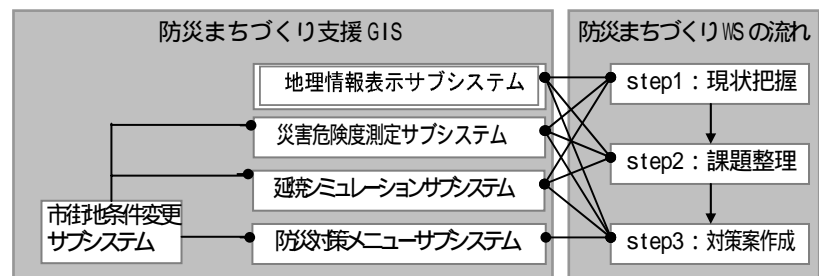 防災まちづくり支援GIS
地理情報表示サブシステム
災害危険度測定サブシステム
延焼シミュレーションサブシステム
市街地条件変更
サブシステム
防災対策メニューサブシステム
防災まちづくりWSの流れ
step1：現状把握
step2：課題整理
step3：対策案作成